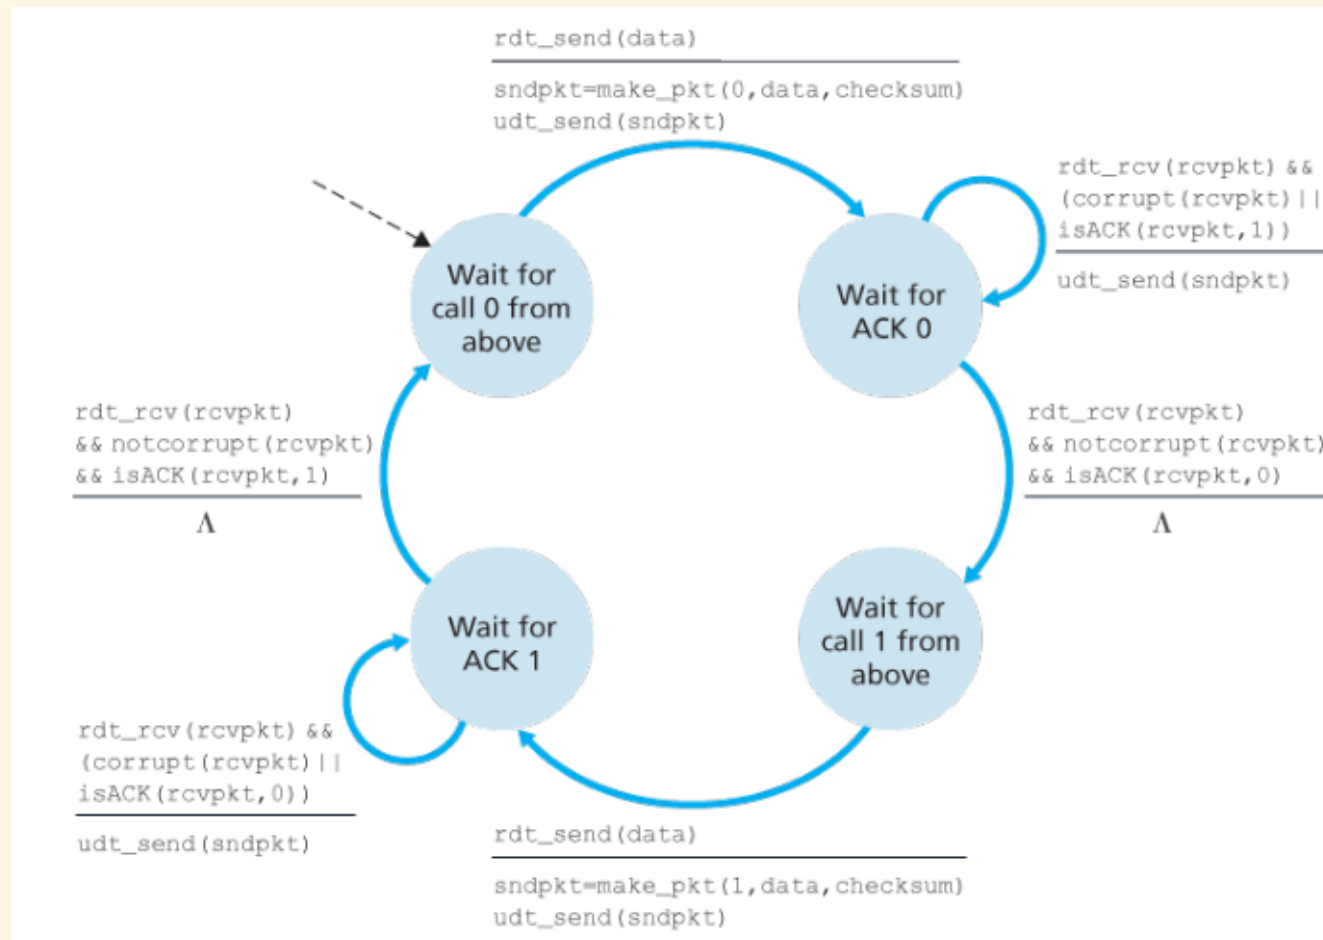 rdt_send(data)
sndpkt=make_pkt(0,data,checksum)
udt_send(sndpkt)
rdt_rcv(rcvpkt) &&
(corrupt(rcvpkt)||
isACK(rcvpkt,1))
udt_send(sndpkt)
Wait for
call 0 from
above
Wait for
ACK 0
rdt_rcv(rcvpkt)
&& notcorrupt(rcvpkt)
&& isACK(rcvpkt,1)
Λ
rdt_rcv(rcvpkt)
&& notcorrupt(rcvpkt)
&& isACK(rcvpkt,0)
Λ
Wait for
ACK 1
Wait for
call 1 from
above
rdt_rcv(rcvpkt) &&
(corrupt(rcvpkt)||
isACK(rcvpkt,0))
udt_send(sndpkt)
rdt_send(data)
sndpkt=make_pkt(1,data,checksum)
udt_send(sndpkt)